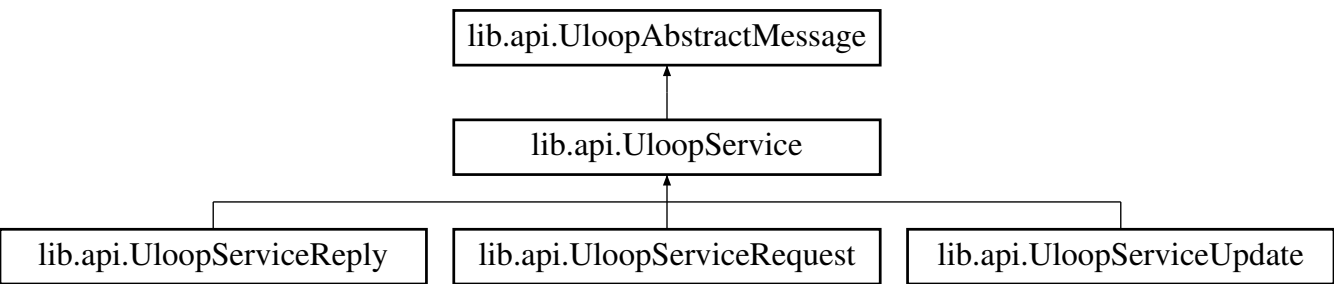 lib.api.UloopAbstractMessage
lib.api.UloopService
lib.api.UloopServiceReply
lib.api.UloopServiceRequest
lib.api.UloopServiceUpdate